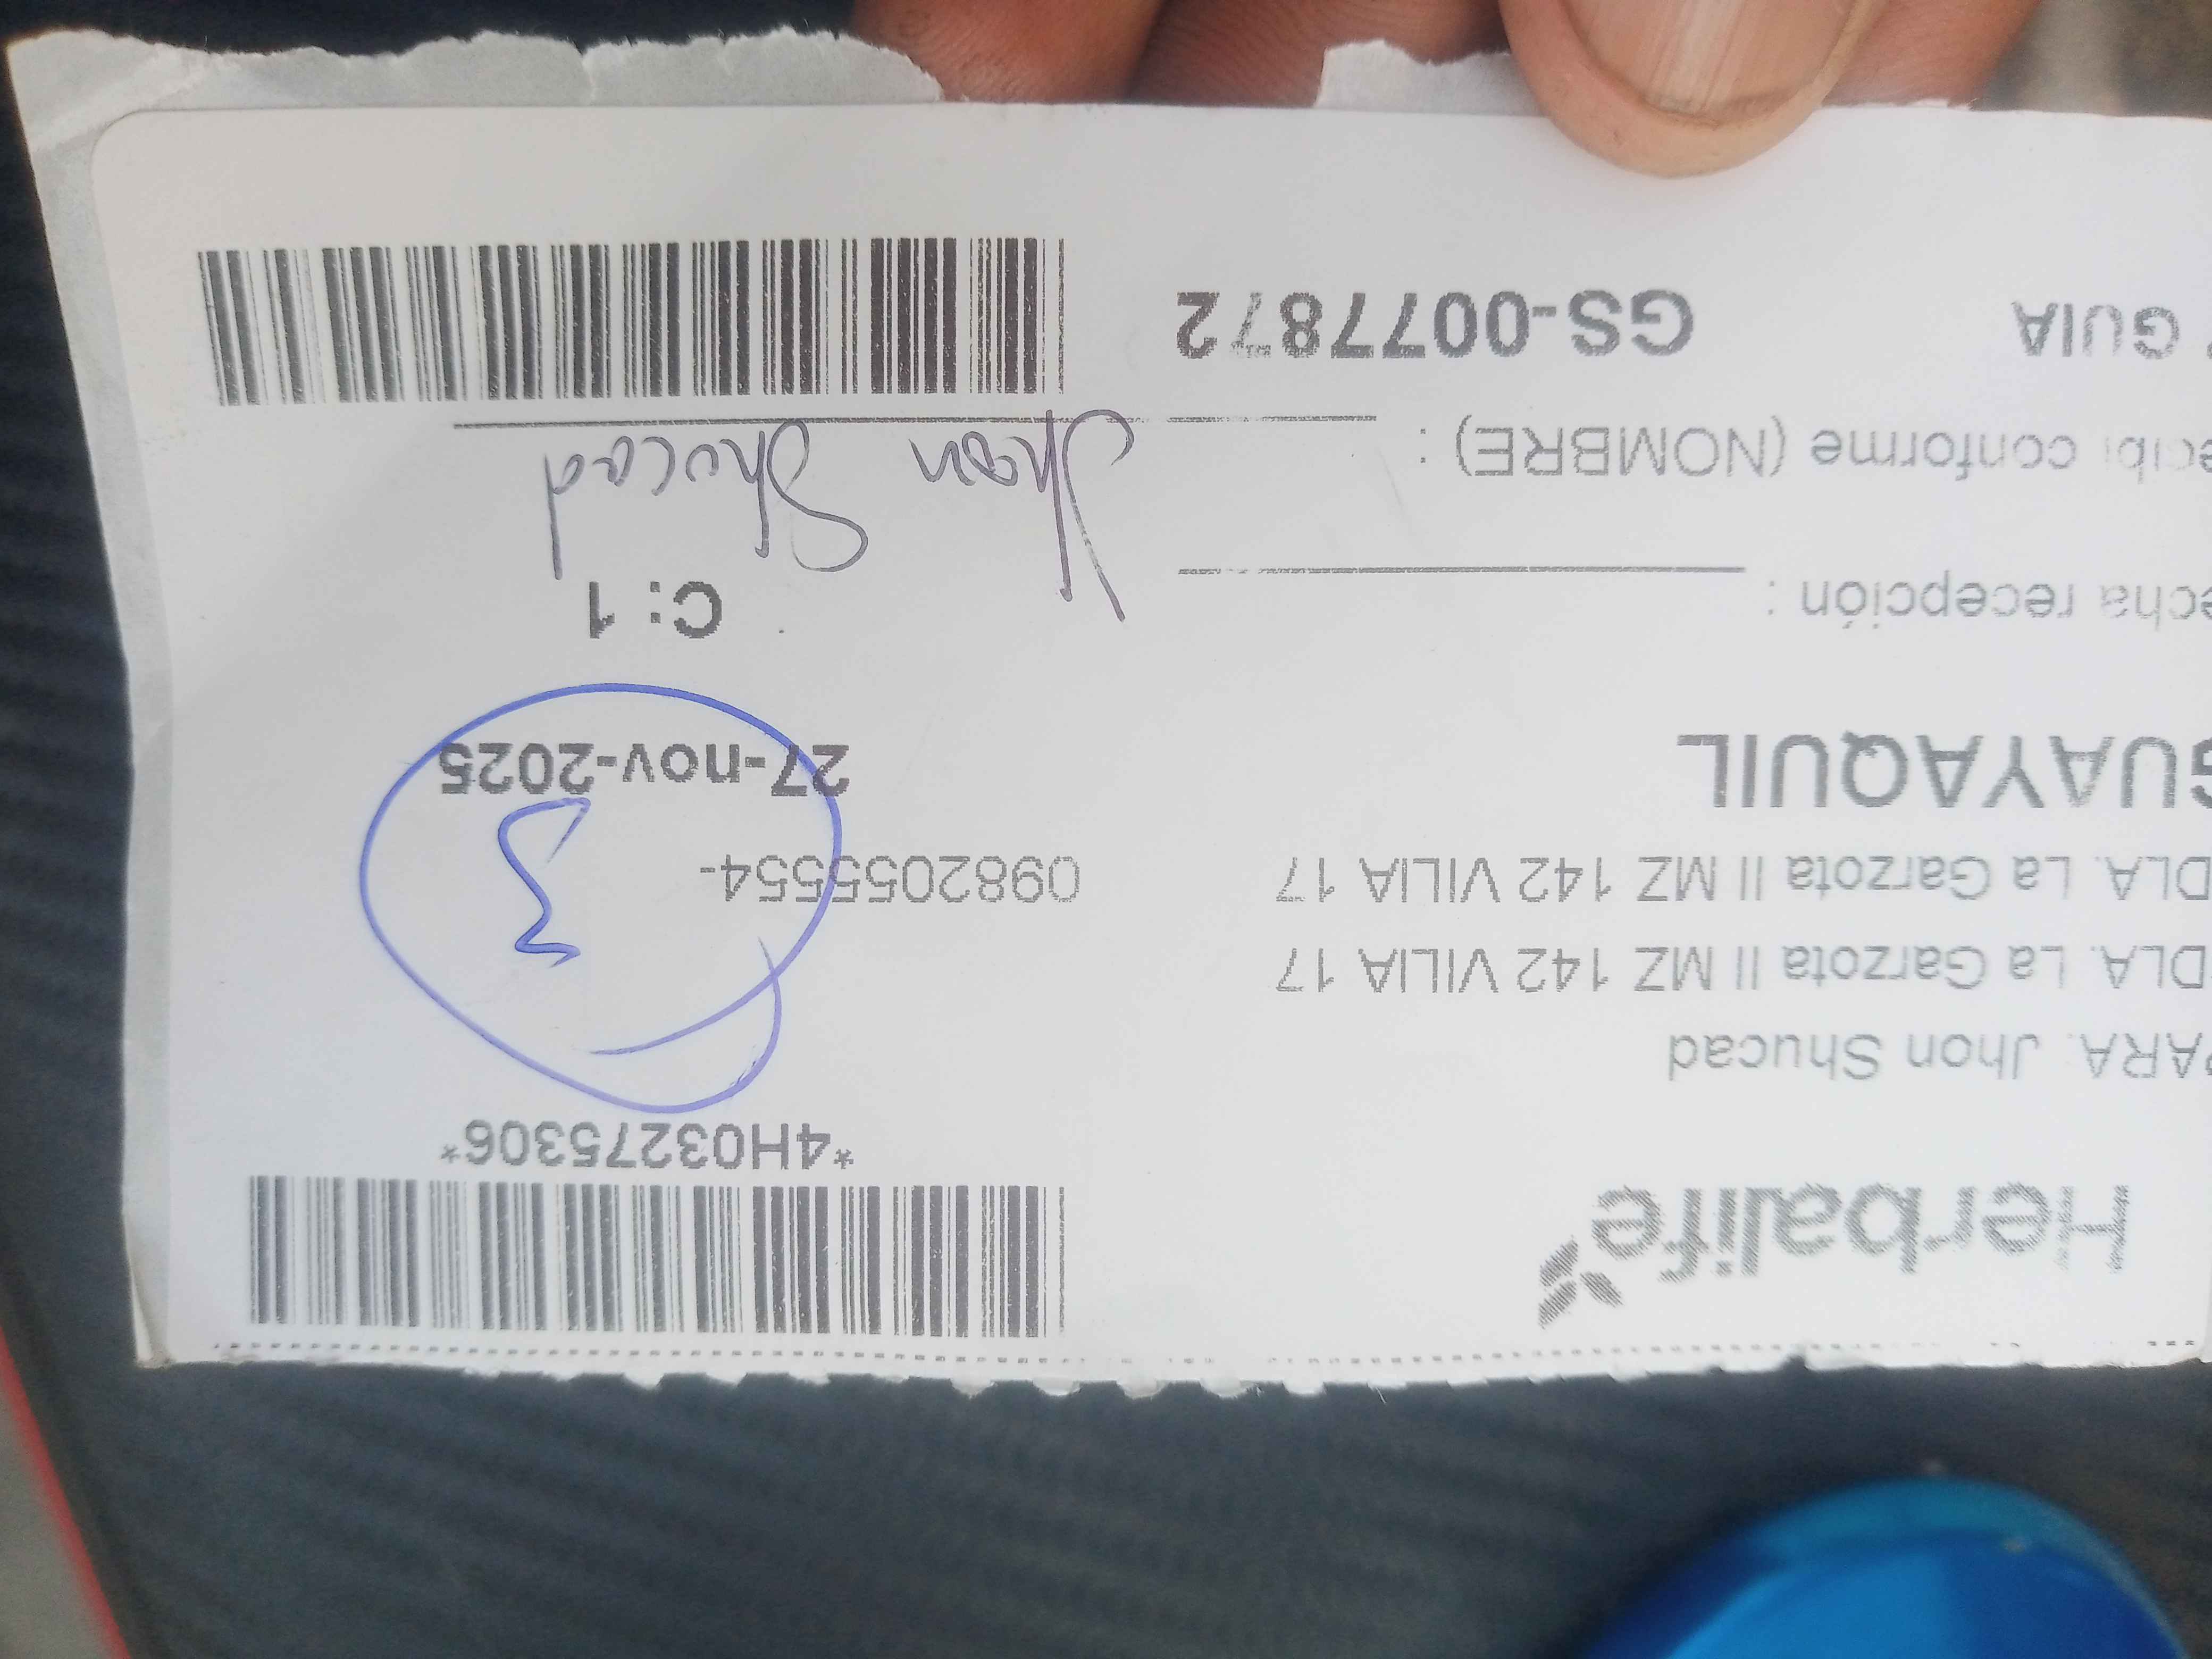 Herbalife
*4H03275306*
PARA: Jhon Shucad
DLA. La Garzota II MZ 142 VILIA 17
DLA. La Garzota II MZ 142 VILIA 17
0982055554-
3
GUAYAQUIL
27-nov-2025
C: 1
echa recepción :
ecibi conforme (NOMBRE) :
Jhon Shucad
GUIA
GS-0077872